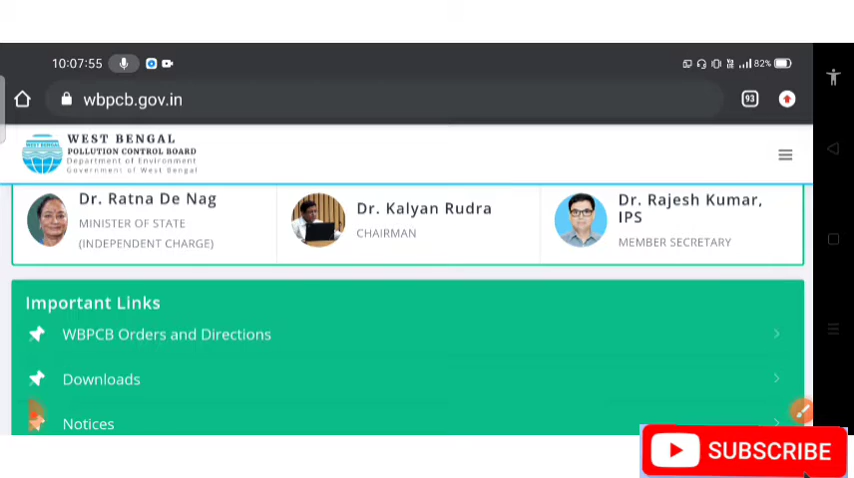 10:07:55
82%
wbpcb.gov.in
93
WEST BENGAL
POLLUTION CONTROL BOARD
Department of Environment
Government of West Bengal
Dr. Ratna De Nag
MINISTER OF STATE
(INDEPENDENT CHARGE)
Dr. Kalyan Rudra
CHAIRMAN
Dr. Rajesh Kumar,
IPS
MEMBER SECRETARY
Important Links
WBPCB Orders and Directions
Downloads
Notices
SUBSCRIBE